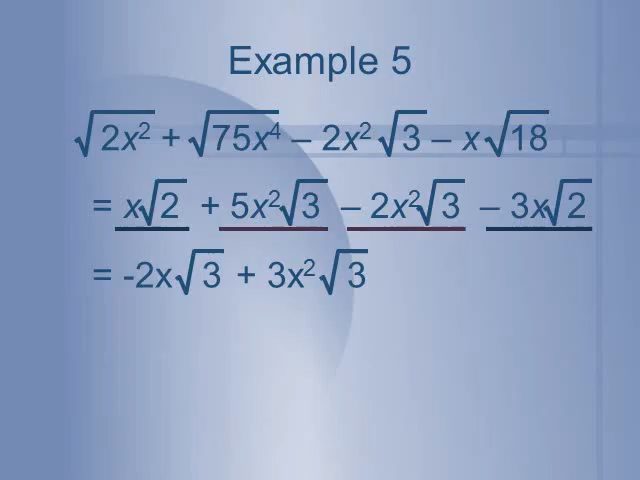 Example 5
√2x² + √75x⁴ – 2x²√3 – x√18
= x√2 + 5x²√3 – 2x²√3 – 3x√2
= -2x√3 + 3x²√3